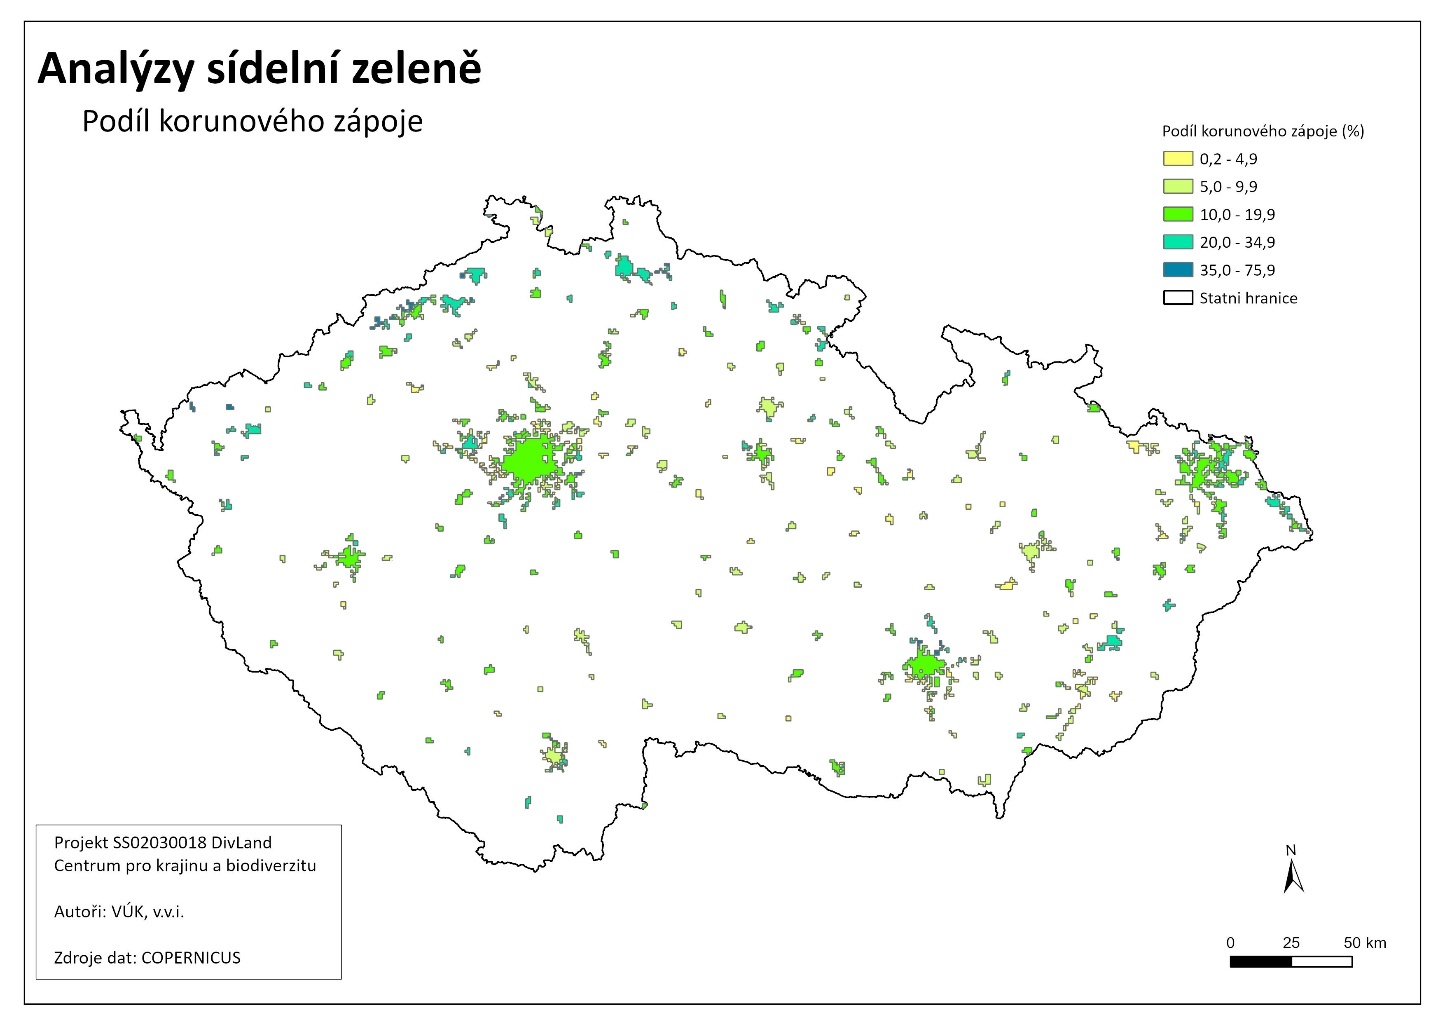 Analýzy sídelní zeleně
Podíl korunového zápoje
Podíl korunového zápoje (%)
0,2 - 4,9
5,0 - 9,9
10,0 - 19,9
20,0 - 34,9
35,0 - 75,9
Statni hranice
Projekt SS02030018 DivLand
Centrum pro krajinu a biodiverzitu
Autoři: VÚK, v.v.i.
Zdroje dat: COPERNICUS
N
0 25 50 km